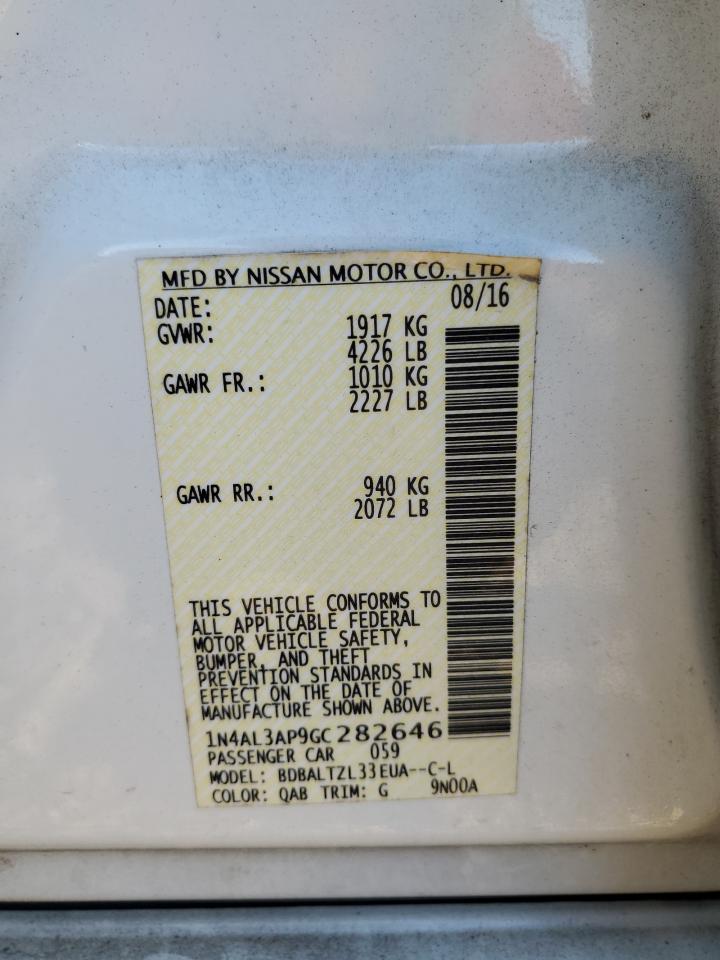 MFD BY NISSAN MOTOR CO., LTD.
DATE: 08/16
GVWR: 1917 KG
4226 LB
GAWR FR.: 1010 KG
2227 LB
GAWR RR.: 940 KG
2072 LB
THIS VEHICLE CONFORMS TO
ALL APPLICABLE FEDERAL
MOTOR VEHICLE SAFETY,
BUMPER, AND THEFT
PREVENTION STANDARDS IN
EFFECT ON THE DATE OF
MANUFACTURE SHOWN ABOVE.
1N4AL3AP9GC282646
PASSENGER CAR 059
MODEL: BDBALTZL33EUA--C-L
COLOR: QAB TRIM: G 9N00A